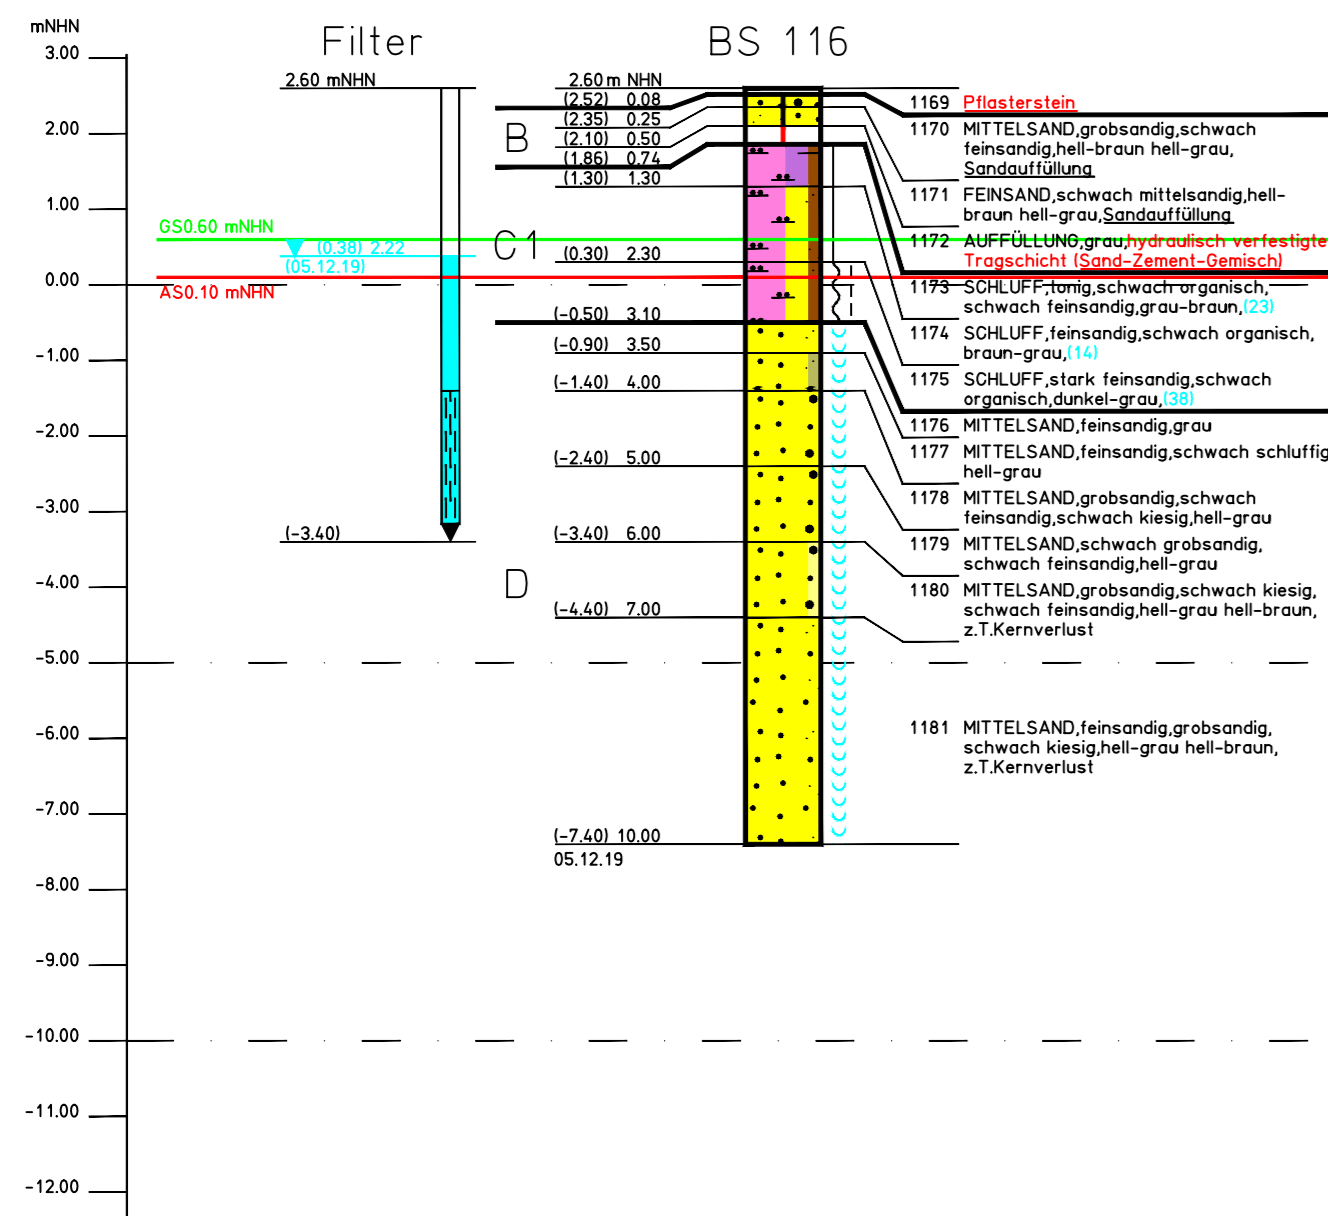 mNHN
3.00
2.00
1.00
0.00
-1.00
-2.00
-3.00
-4.00
-5.00
-6.00
-7.00
-8.00
-9.00
-10.00
-11.00
-12.00
Filter
2.60 mNHN
GS0.60 mNHN
(0.38) 2.22
(05.12.19)
AS0.10 mNHN
(-3.40)
B
C1
D
BS 116
2.60 m NHN
(2.52) 0.08
(2.35) 0.25
(2.10) 0.50
(1.86) 0.74
(1.30) 1.30
(0.30) 2.30
(-0.50) 3.10
(-0.90) 3.50
(-1.40) 4.00
(-2.40) 5.00
(-3.40) 6.00
(-4.40) 7.00
(-7.40) 10.00
05.12.19
1169 Pflasterstein
1170 MITTELSAND,grobsandig,schwach
feinsandig,hell-braun hell-grau,
Sandauffüllung
1171 FEINSAND,schwach mittelsandig,hell-
braun hell-grau,Sandauffüllung
1172 AUFFÜLLUNG,grau,hydraulisch verfestigte
Tragschicht (Sand-Zement-Gemisch)
1173 SCHLUFF,tonig,schwach organisch,
schwach feinsandig,grau-braun,(23)
1174 SCHLUFF,feinsandig,schwach organisch,
braun-grau,(14)
1175 SCHLUFF,stark feinsandig,schwach
organisch,dunkel-grau,(38)
1176 MITTELSAND,feinsandig,grau
1177 MITTELSAND,feinsandig,schwach schluffig
hell-grau
1178 MITTELSAND,grobsandig,schwach
feinsandig,schwach kiesig,hell-grau
1179 MITTELSAND,schwach grobsandig,
schwach feinsandig,hell-grau
1180 MITTELSAND,grobsandig,schwach kiesig,
schwach feinsandig,hell-grau hell-braun,
z.T.Kernverlust
1181 MITTELSAND,feinsandig,grobsandig,
schwach kiesig,hell-grau hell-braun,
z.T.Kernverlust